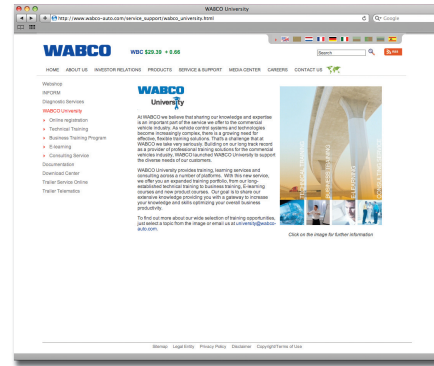 WABCO University
http://www.wabco-auto.com/service_support/wabco_university.html
Google
WABCO
WBC $29.39 + 0.66
Search
RSS
HOME ABOUT US INVESTOR RELATIONS PRODUCTS SERVICE & SUPPORT MEDIA CENTER CAREERS CONTACT US
Webshop
INFORM
Diagnostic Services
WABCO University
Online registration
Technical Training
Business Training Program
E-learning
Consulting Service
Documentation
Download Center
Trailer Service Online
Trailer Telematics
WABCO
University
At WABCO we believe that sharing our knowledge and expertise
is an important part of the service we offer to the commercial
vehicle industry. As vehicle control systems and technologies
become increasingly complex, there is a growing need for
effective, flexible training solutions. That's a challenge that at
WABCO we take very seriously. Building on our long track record
as a provider of professional training solutions for the commercial
vehicles industry, WABCO launched WABCO University to support
the diverse needs of our customers.
WABCO University provides training, learning services and
consulting across a number of platforms. With this new service,
we offer you an expanded training portfolio, from our long-
established technical training to business training, E-learning
courses and new product courses. Our goal is to share our
extensive knowledge providing you with a gateway to increase
your knowledge and skills optimizing your overall business
productivity.
To find out more about our wide selection of training opportunities,
just select a topic from the image or email us at university@wabco-
auto.com.
Click on the image for further information
Sitemap Legal Entity Privacy Policy Disclaimer Copyright/Terms of Use